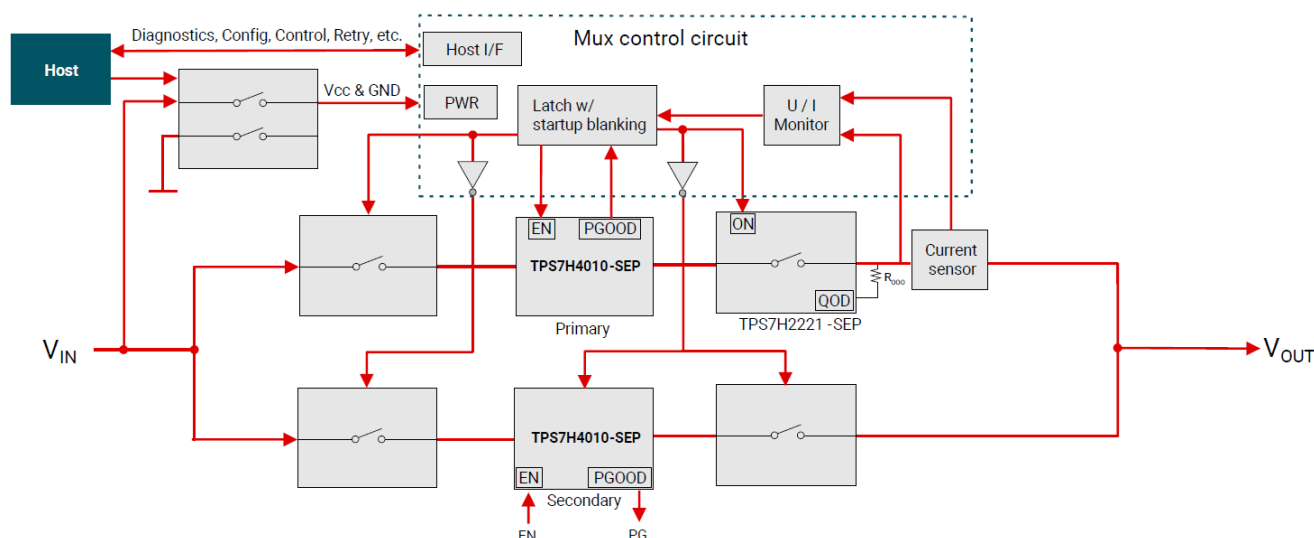 Diagnostics, Config, Control, Retry, etc.
Host
Host I/F
Mux control circuit
Vcc & GND
PWR
Latch w/
startup blanking
U / I
Monitor
EN
PGOOD
ON
TPS7H4010-SEP
Primary
QOD
TPS7H2221 -SEP
Current
sensor
VIN
VOUT
TPS7H4010-SEP
EN
PGOOD
Secondary
EN
PG